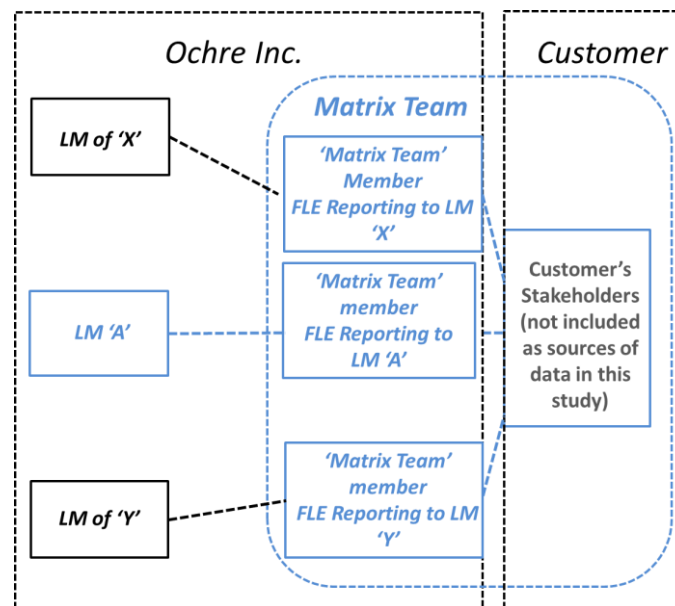 Ochre Inc.
Customer
Matrix Team
LM of ‘X’
‘Matrix Team’
Member
FLE Reporting to LM
‘X’
LM ‘A’
‘Matrix Team’
member
FLE Reporting to
LM ‘A’
Customer’s
Stakeholders
(not included
as sources of
data in this
study)
LM of ‘Y’
‘Matrix Team’
member
FLE Reporting to LM
‘Y’